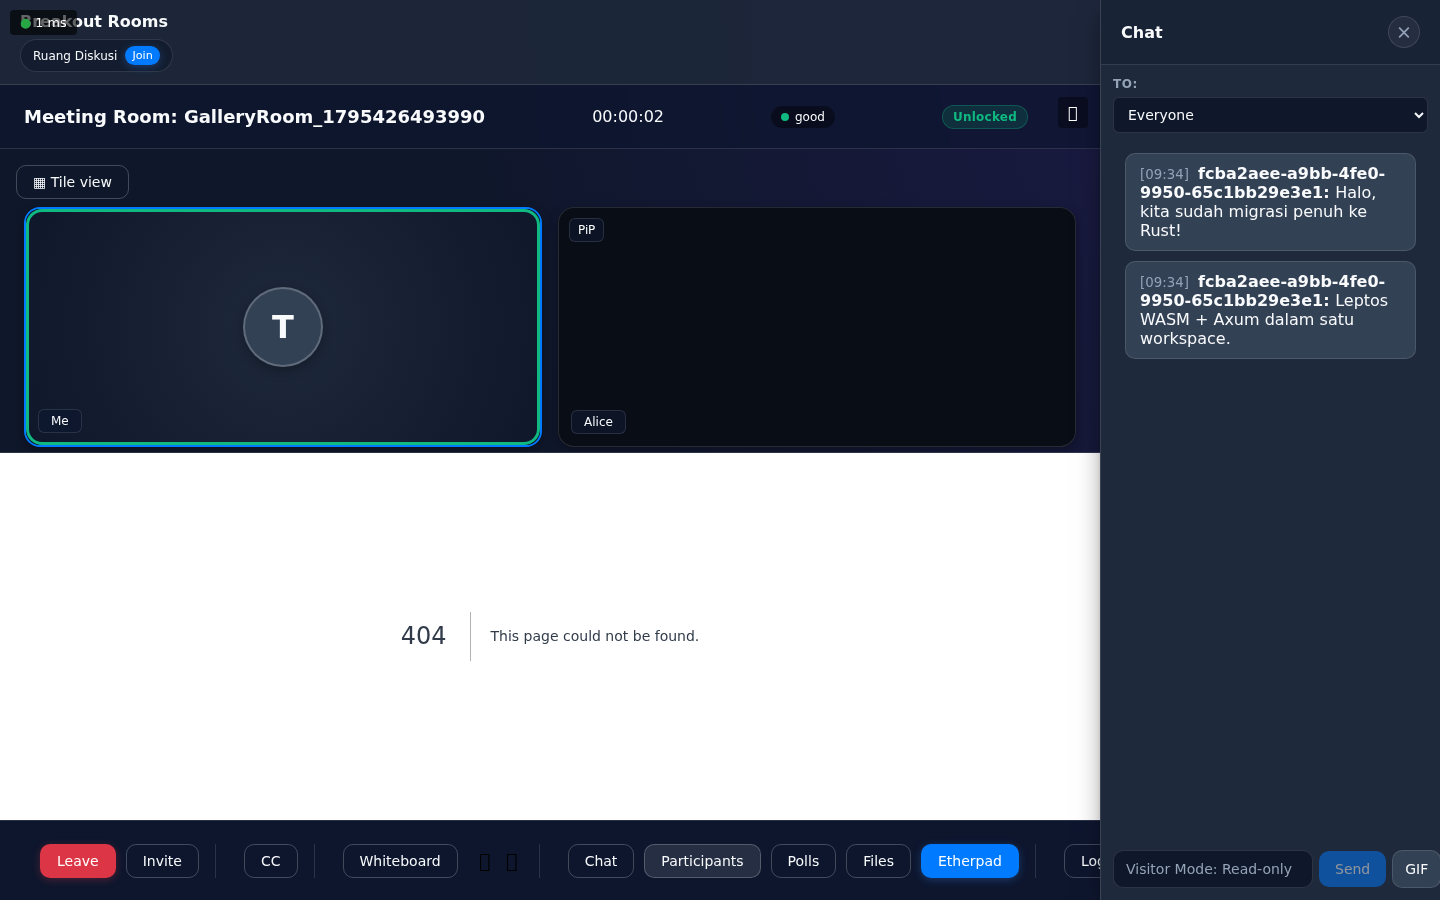 Breakout Rooms
1 ms
Ruang Diskusi Join
Meeting Room: GalleryRoom_1795426493990
00:00:02
good
Unlocked
▦ Tile view
T
Me
PiP
Alice
404
This page could not be found.
Leave
Invite
CC
Whiteboard
Chat
Participants
Polls
Files
Etherpad
Chat
×
TO:
Everyone
[09:34] fcba2aee-a9bb-4fe0-
9950-65c1bb29e3e1: Halo,
kita sudah migrasi penuh ke
Rust!
[09:34] fcba2aee-a9bb-4fe0-
9950-65c1bb29e3e1: Leptos
WASM + Axum dalam satu
workspace.
Visitor Mode: Read-only
Send
GIF